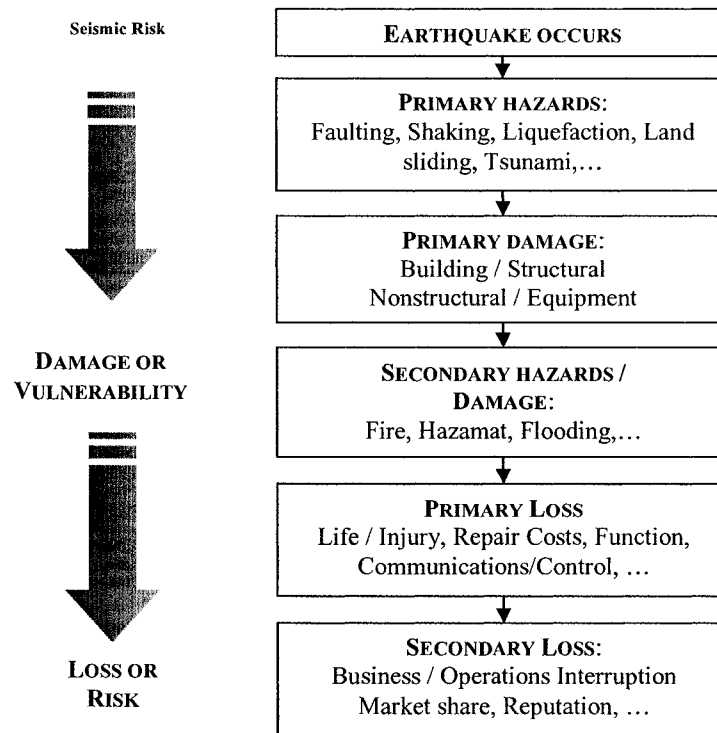 Seismic Risk
EARTHQUAKE OCCURS
PRIMARY HAZARDS:
Faulting, Shaking, Liquefaction, Land
sliding, Tsunami,…
PRIMARY DAMAGE:
Building / Structural
Nonstructural / Equipment
DAMAGE OR
VULNERABILITY
SECONDARY HAZARDS /
DAMAGE:
Fire, Hazamat, Flooding,…
PRIMARY LOSS
Life / Injury, Repair Costs, Function,
Communications/Control, …
LOSS OR
RISK
SECONDARY LOSS:
Business / Operations Interruption
Market share, Reputation, …